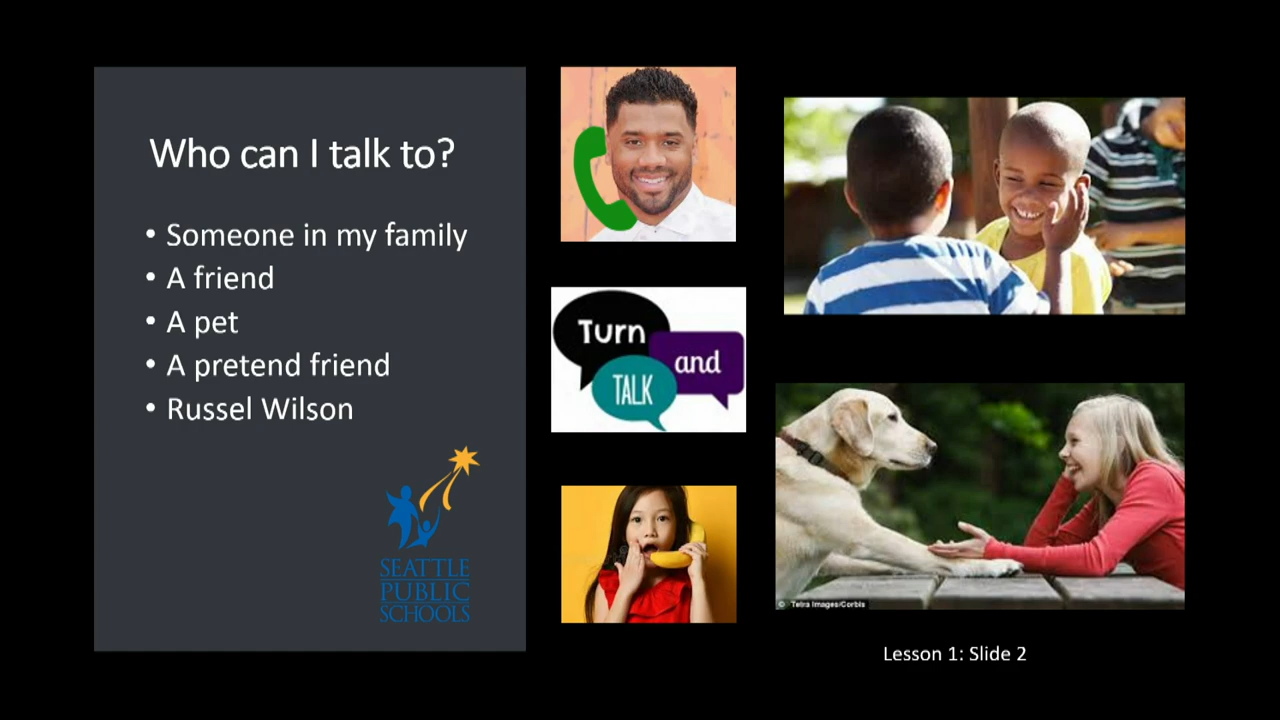 Who can I talk to?
• Someone in my family
• A friend
• A pet
• A pretend friend
• Russel Wilson
SEATTLE
PUBLIC
SCHOOLS
Turn
and
TALK
© Tetra Images/Corbis
Lesson 1: Slide 2